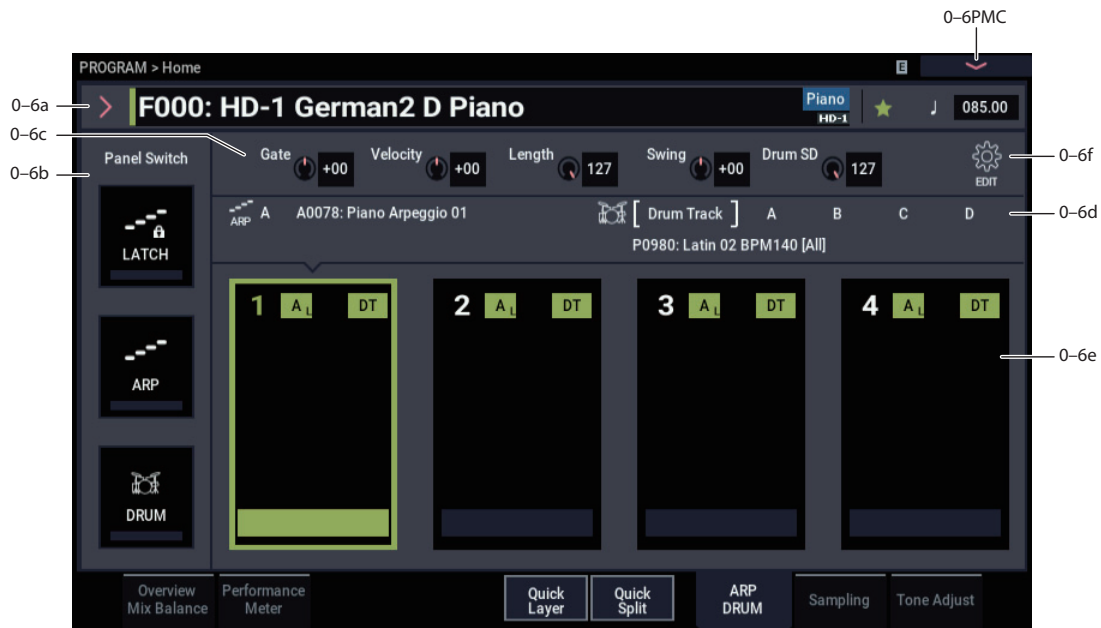 0–6PMC
PROGRAM > Home
E
0–6a
F000: HD-1 German2 D Piano
Piano
HD-1
085.00
0–6c
0–6b
Panel Switch
Gate
+00
Velocity
+00
Length
127
Swing
+00
Drum SD
127
EDIT
0–6f
ARP
A
A0078: Piano Arpeggio 01
[ Drum Track ]
A
B
C
D
0–6d
P0980: Latin 02 BPM140 [All]
LATCH
1 A L DT
2 A L DT
3 A L DT
4 A L DT
0–6e
ARP
DRUM
Overview
Mix Balance
Performance
Meter
Quick
Layer
Quick
Split
ARP
DRUM
Sampling
Tone Adjust